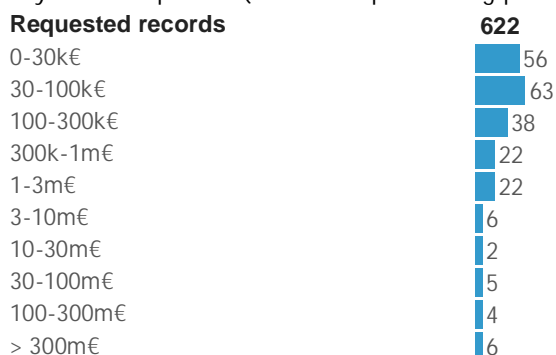 Requested records 622
0-30k€ 56
30-100k€ 63
100-300k€ 38
300k-1m€ 22
1-3m€ 22
3-10m€ 6
10-30m€ 2
30-100m€ 5
100-300m€ 4
> 300m€ 6